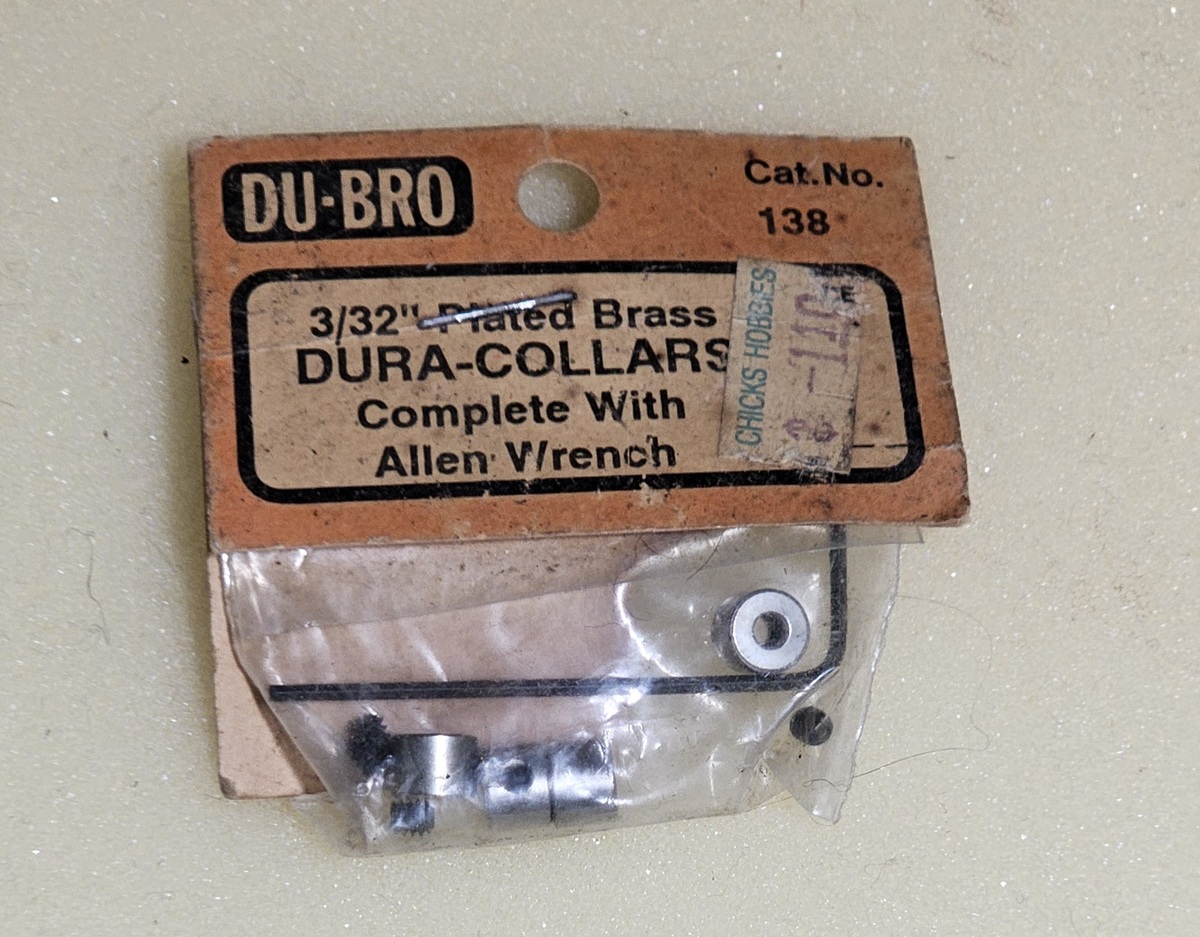 DU-BRO
Cat.No.
138
3/32" Plated Brass
DURA-COLLARS
Complete With
Allen Wrench
CHICKS HOBBIES